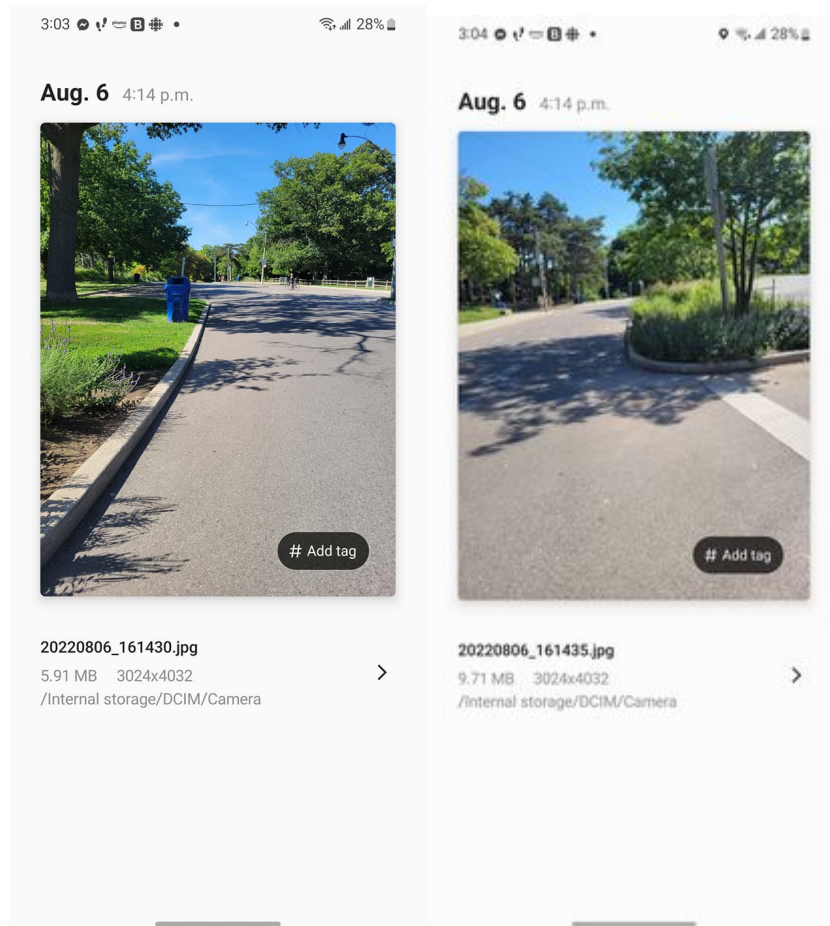 3:03 photos B 28%
Aug. 6 4:14 p.m.
# Add tag
20220806_161430.jpg
5.91 MB 3024x4032
/Internal storage/DCIM/Camera
3:04 B 28%
Aug. 6 4:14 p.m.
# Add tag
20220806_161435.jpg
9.71 MB 3024x4032
/Internal storage/DCIM/Camera